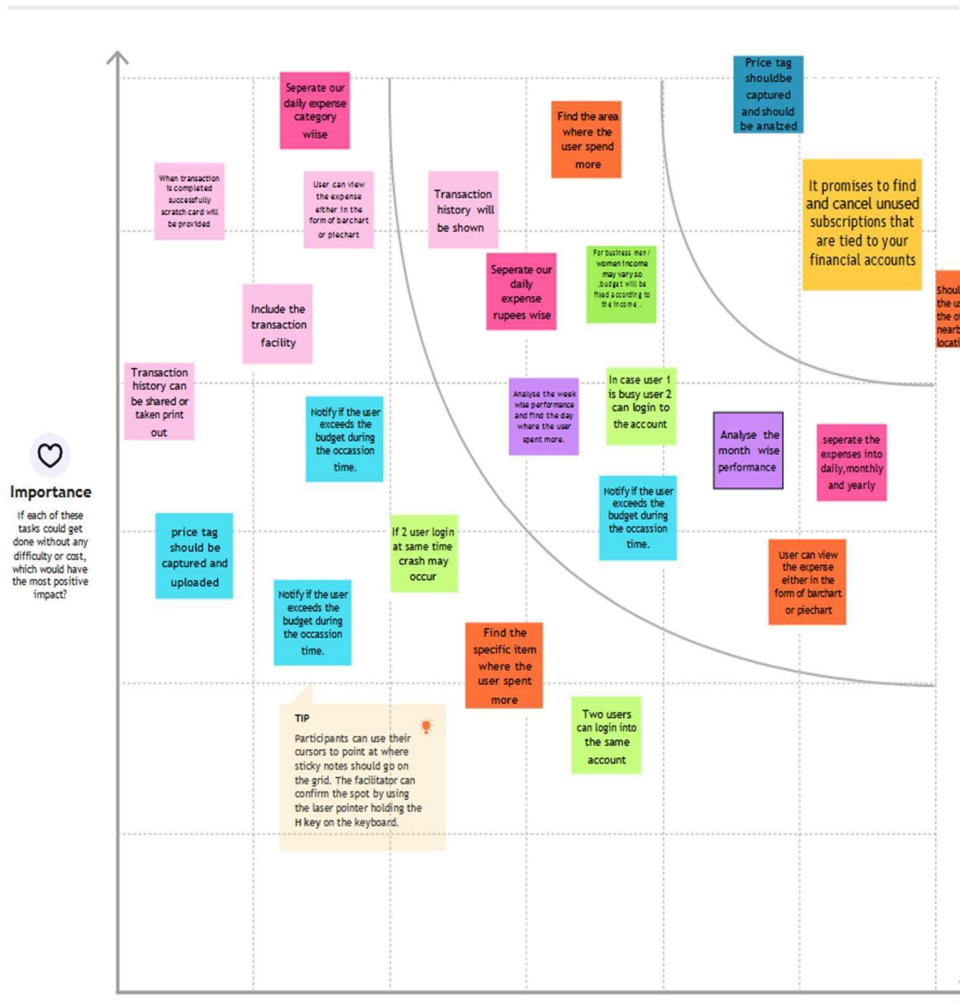 Price tag
shouldbe
captured
and should
be analzed
Seperate our
daily expense
category
wiise
Find the area
where the
user spend
more
When transaction
is completed
successfully
scratch card will
be provided
User can view
the expense
either in the
form of barchart
or piechart
Transaction
history will
be shown
It promises to find
and cancel unused
subscriptions that
are tied to your
financial accounts
Seperate our
daily
expense
rupees wise
For business men /
women income
may vary so
,budget will be
fixed according to
the income .
Include the
transaction
facility
Transaction
history can
be shared or
taken print
out
Notify if the user
exceeds the
budget during
the occassion
time.
Analyse the week
wise performance
and find the day
where the user
spent more.
In case user 1
is busy user 2
can login to
the account
Analyse the
month wise
performance
seperate the
expenses into
daily,monthly
and yearly
Importance
If each of these
tasks could get
done without any
difficulty or cost,
which would have
the most positive
impact?
price tag
should be
captured and
uploaded
If 2 user login
at same time
crash may
occur
Notify if the user
exceeds the
budget during
the occassion
time.
User can view
the expense
either in the
form of barchart
or piechart
Notify if the user
exceeds the
budget during
the occassion
time.
Find the
specific item
where the
user spent
more
Two users
can login into
the same
account
TIP
Participants can use their
cursors to point at where
sticky notes should go on
the grid. The facilitator can
confirm the spot by using
the laser pointer holding the
H key on the keyboard.